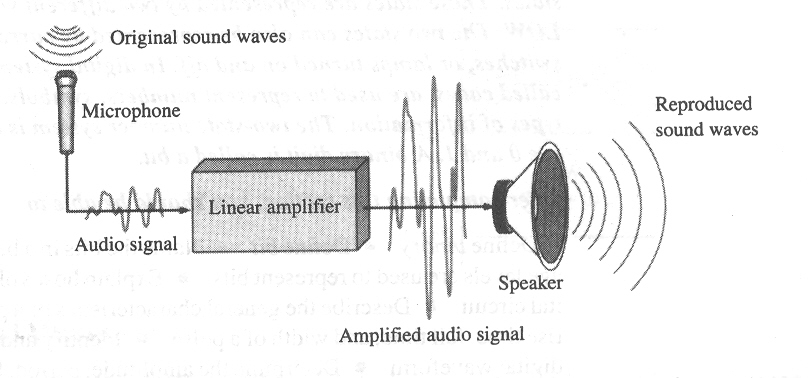 Original sound waves
Microphone
Reproduced
sound waves
Linear amplifier
Audio signal
Speaker
Amplified audio signal